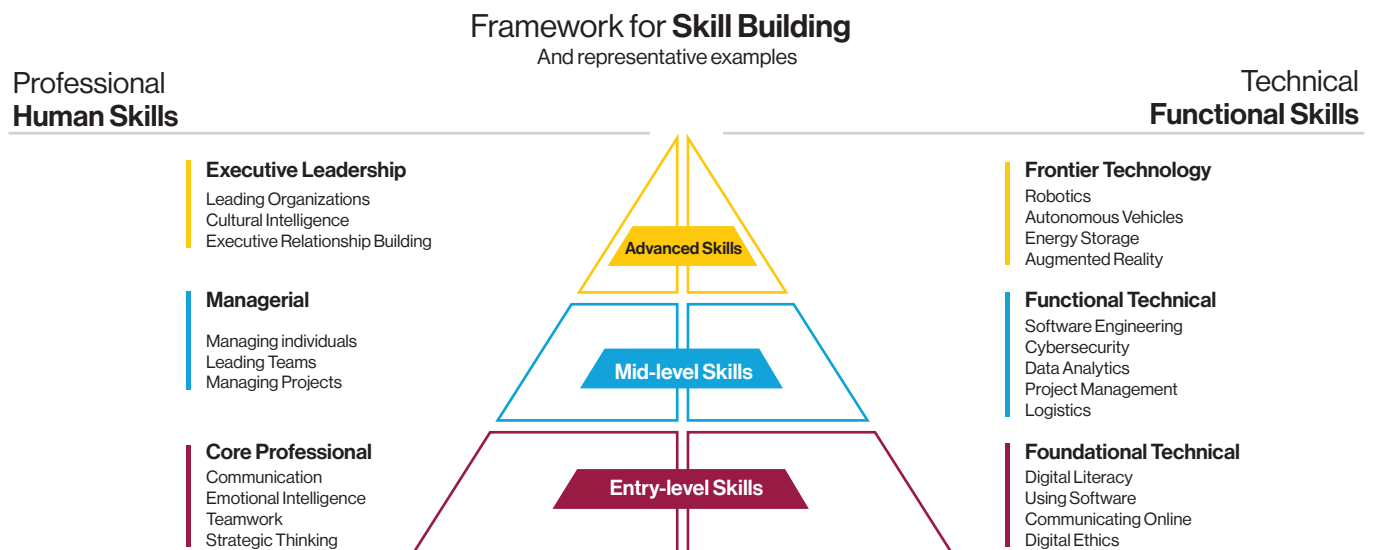 Framework for Skill Building
And representative examples
Professional
Human Skills
Technical
Functional Skills
Executive Leadership
Leading Organizations
Cultural Intelligence
Executive Relationship Building
Advanced Skills
Frontier Technology
Robotics
Autonomous Vehicles
Energy Storage
Augmented Reality
Managerial
Managing individuals
Leading Teams
Managing Projects
Mid-level Skills
Functional Technical
Software Engineering
Cybersecurity
Data Analytics
Project Management
Logistics
Core Professional
Communication
Emotional Intelligence
Teamwork
Strategic Thinking
Entry-level Skills
Foundational Technical
Digital Literacy
Using Software
Communicating Online
Digital Ethics